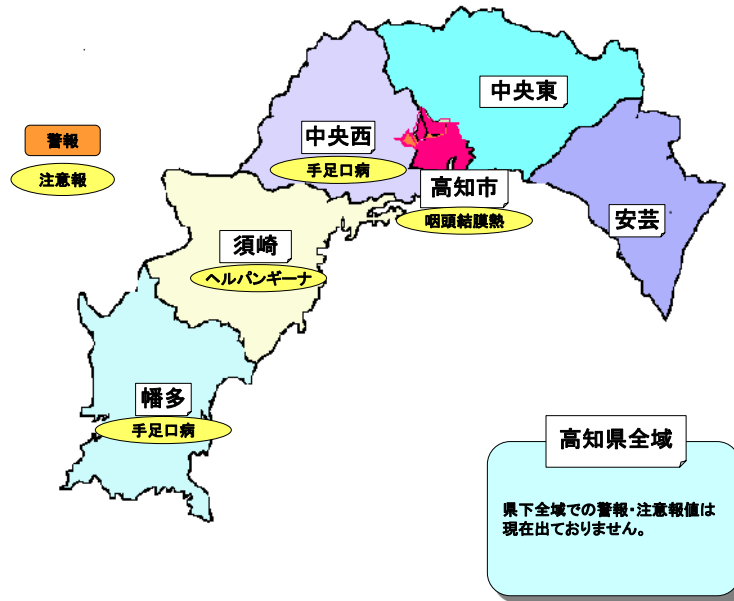 中央東
警報
中央西
手足口病
注意報
高知市
咽頭結膜熱
安芸
須崎
ヘルパンギーナ
幡多
手足口病
高知県全域
県下全域での警報・注意報値は
現在出ておりません。